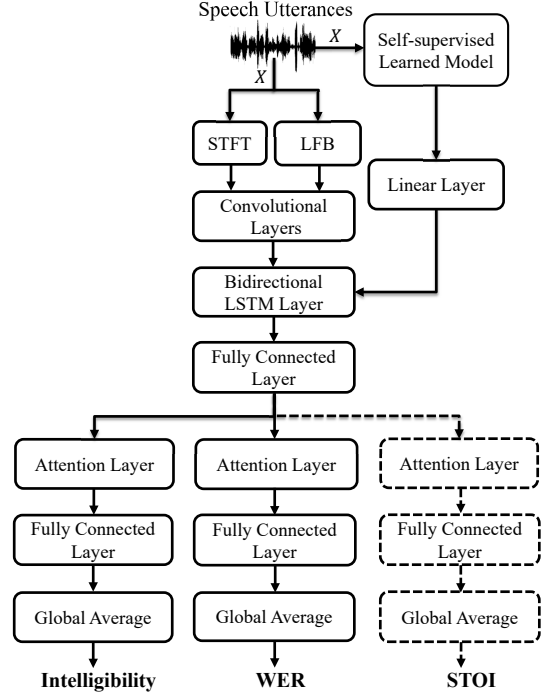 Speech Utterances
X
Self-supervised
Learned Model
X
STFT
LFB
Linear Layer
Convolutional
Layers
Bidirectional
LSTM Layer
Fully Connected
Layer
Attention Layer
Attention Layer
Attention Layer
Fully Connected
Layer
Fully Connected
Layer
Fully Connected
Layer
Global Average
Global Average
Global Average
Intelligibility
WER
STOI